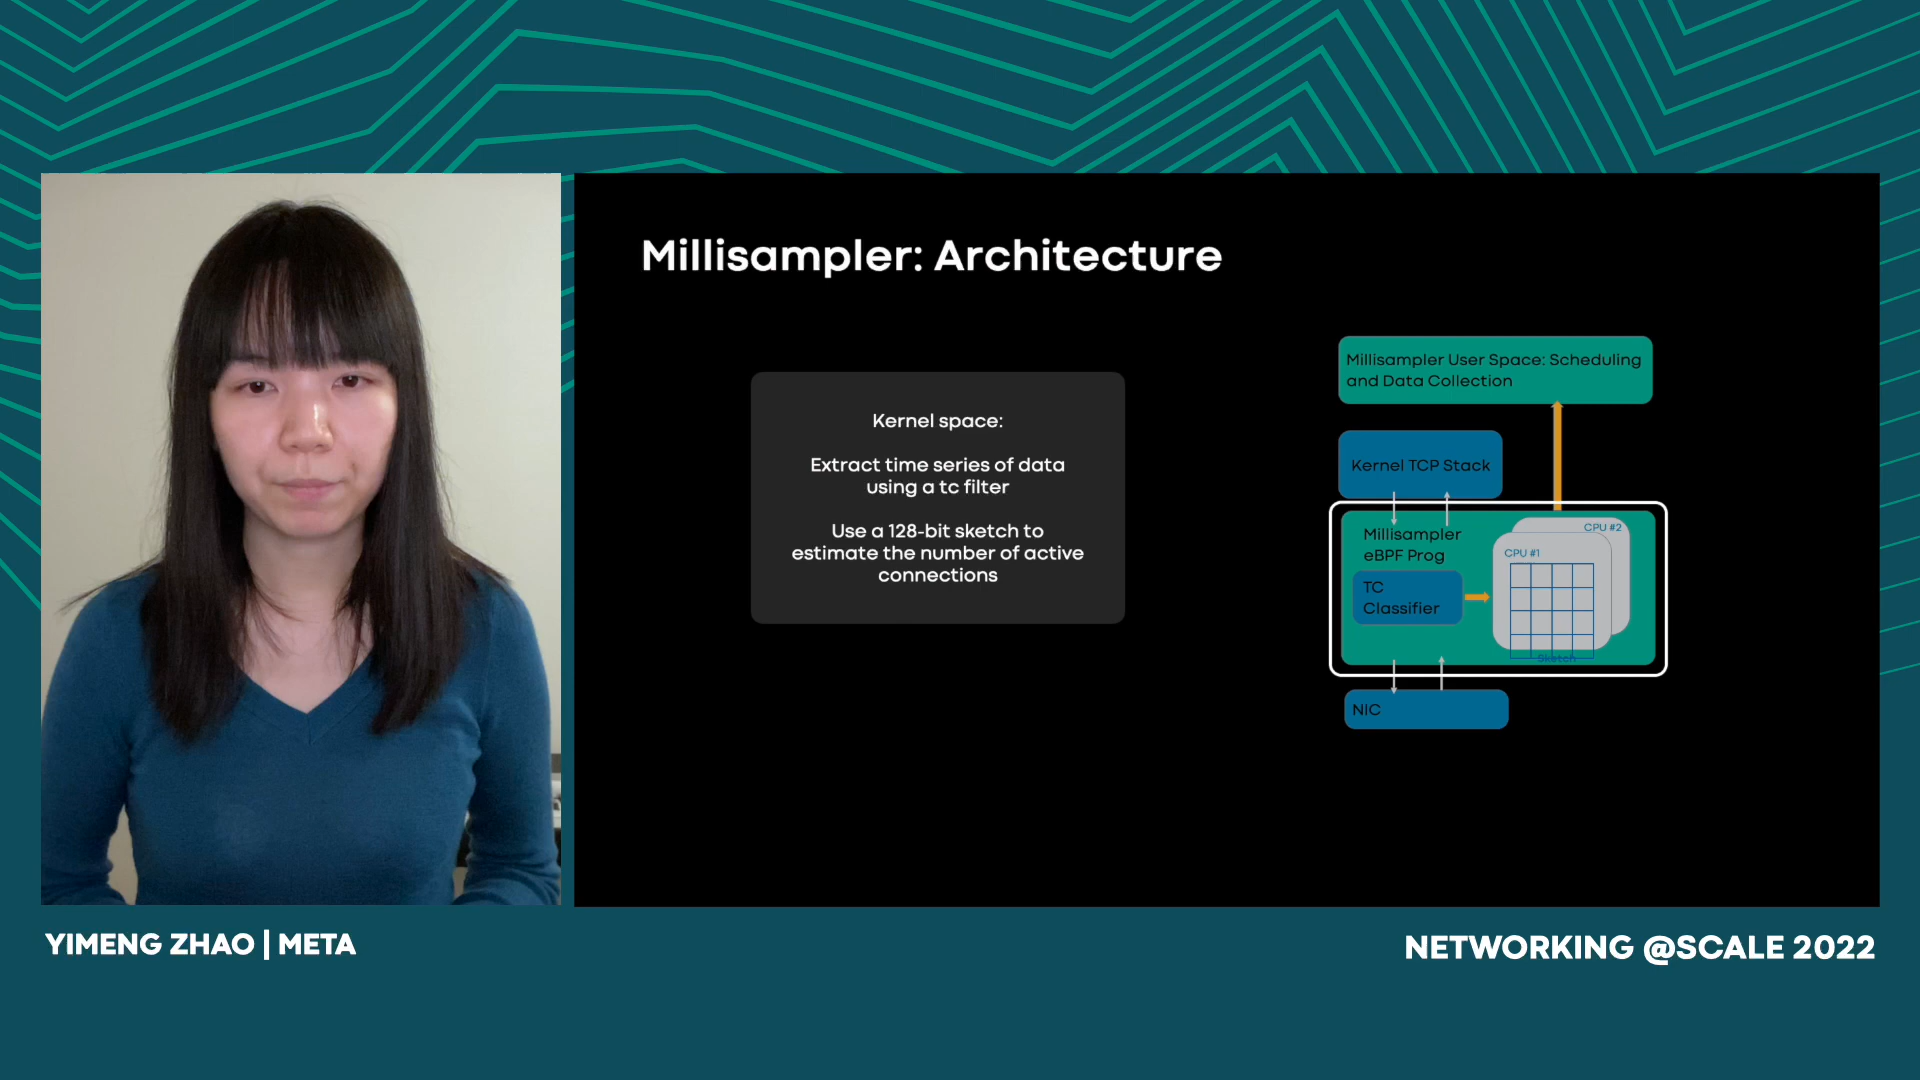 Millisampler: Architecture
Kernel space:
Extract time series of data
using a tc filter
Use a 128-bit sketch to
estimate the number of active
connections
Millisampler User Space: Scheduling
and Data Collection
Kernel TCP Stack
Millisampler
eBPF Prog
CPU #2
CPU #1
TC
Classifier
Sketch
NIC
YIMENG ZHAO | META
NETWORKING @SCALE 2022